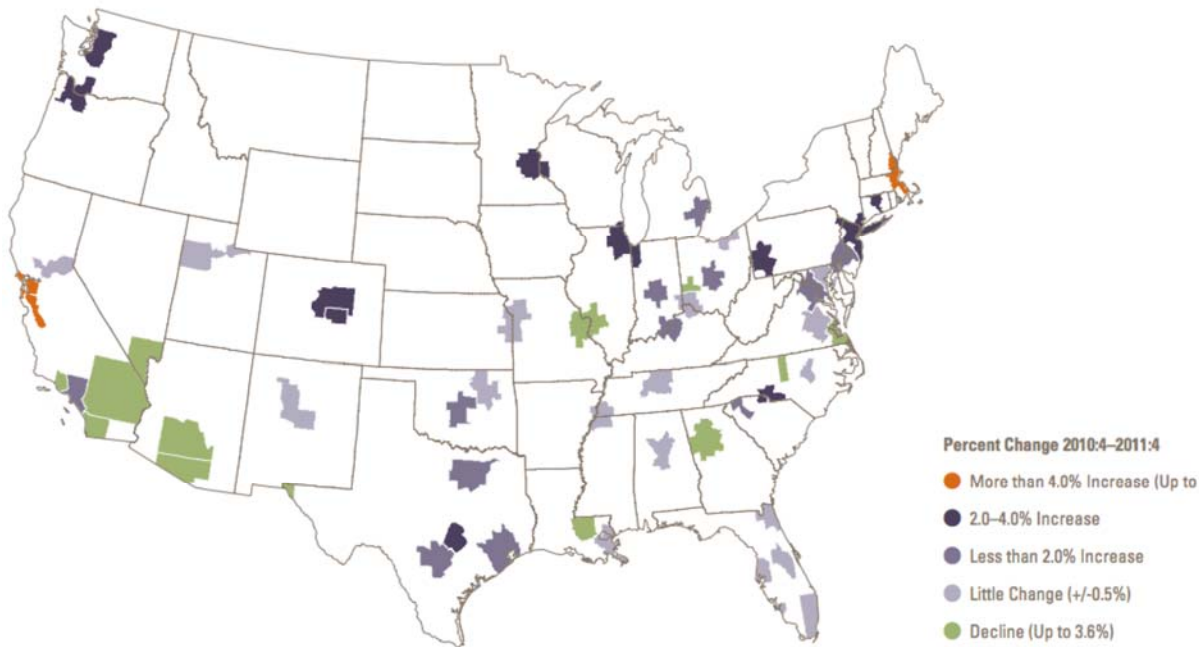 Percent Change 2010:4–2011:4
More than 4.0% Increase (Up to
2.0–4.0% Increase
Less than 2.0% Increase
Little Change (+/-0.5%)
Decline (Up to 3.6%)